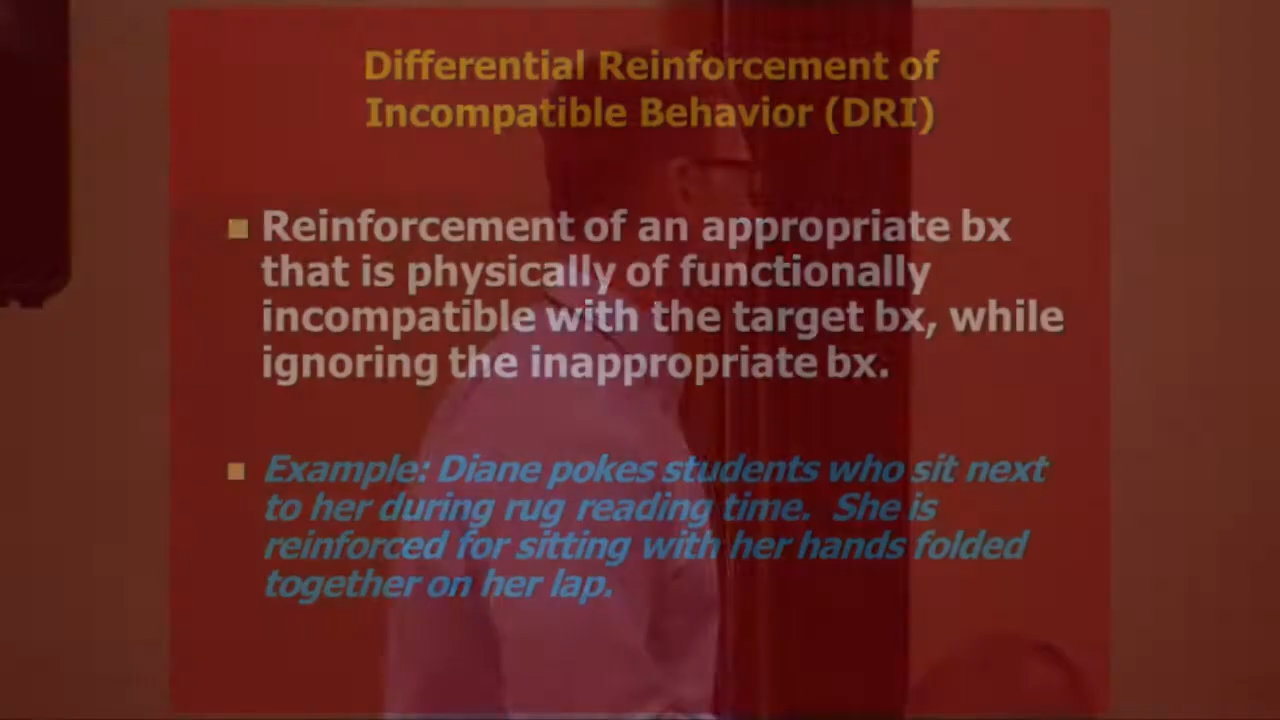 Differential Reinforcement of
Incompatible Behavior (DRI)
Reinforcement of an appropriate bx
that is physically of functionally
incompatible with the target bx, while
ignoring the inappropriate bx.
Example: Diane pokes students who sit next
to her during rug reading time. She is
reinforced for sitting with her hands folded
together on her lap.